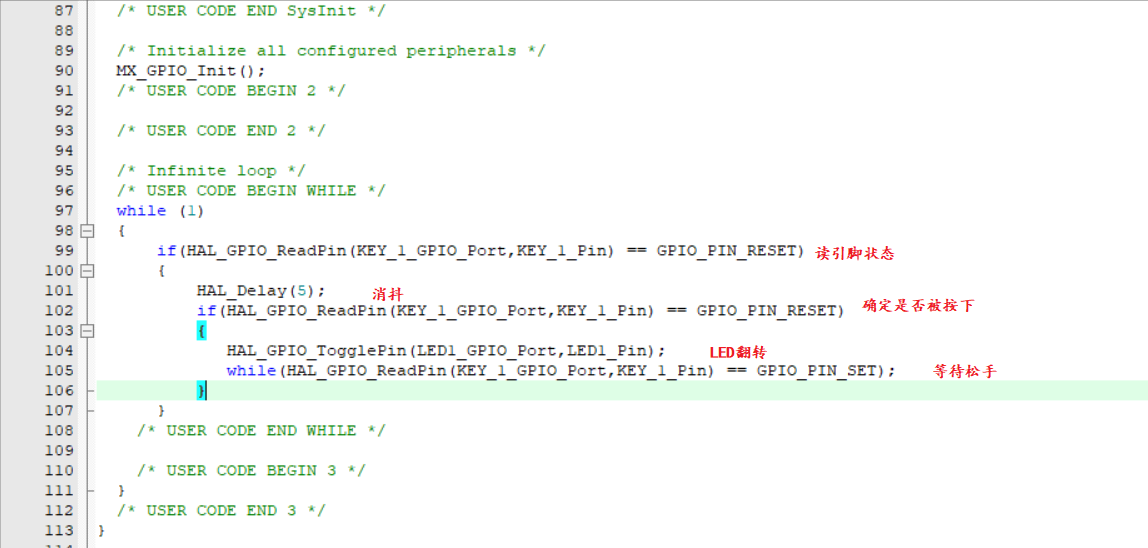 87 /* USER CODE END SysInit */
88
89 /* Initialize all configured peripherals */
90 MX_GPIO_Init();
91 /* USER CODE BEGIN 2 */
92
93 /* USER CODE END 2 */
94
95 /* Infinite loop */
96 /* USER CODE BEGIN WHILE */
97 while (1)
98 {
99 if(HAL_GPIO_ReadPin(KEY_1_GPIO_Port,KEY_1_Pin) == GPIO_PIN_RESET) 读引脚状态
100 {
101 HAL_Delay(5); 消抖
102 if(HAL_GPIO_ReadPin(KEY_1_GPIO_Port,KEY_1_Pin) == GPIO_PIN_RESET) 确定是否被按下
103 {
104 HAL_GPIO_TogglePin(LED1_GPIO_Port,LED1_Pin); LED翻转
105 while(HAL_GPIO_ReadPin(KEY_1_GPIO_Port,KEY_1_Pin) == GPIO_PIN_SET); 等待松手
106 }
107 }
108 /* USER CODE END WHILE */
109
110 /* USER CODE BEGIN 3 */
111 }
112 /* USER CODE END 3 */
113 }